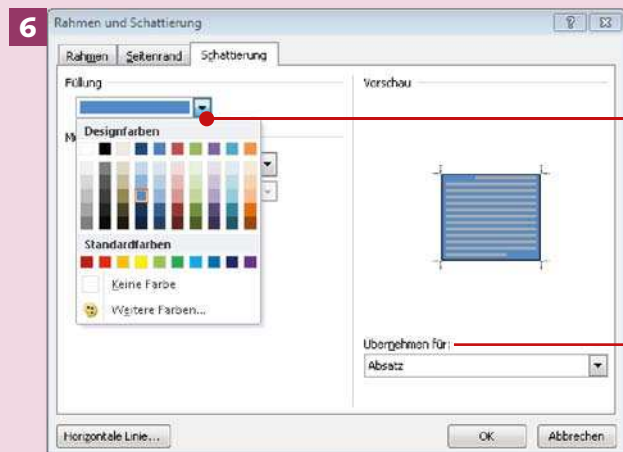 6
Rahmen und Schattierung
Rahmen Seitenrand Schattierung
Füllung
Vorschau
Designfarben
M
Standardfarben
Keine Farbe
Weitere Farben...
Übernehmen für:
Absatz
Horizontale Linie...
OK
Abbrechen